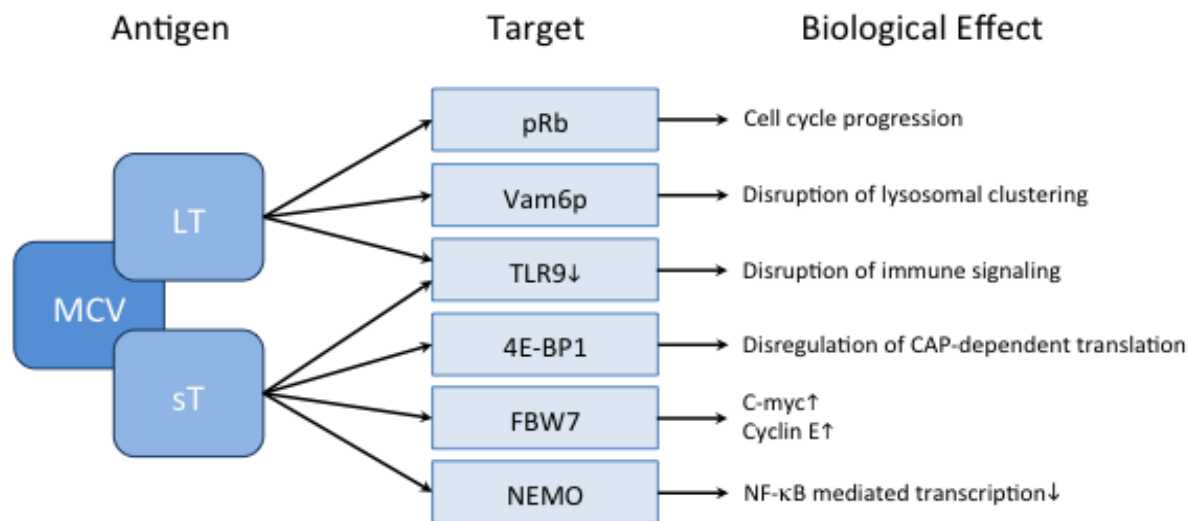 Antigen Target Biological Effect
pRb Cell cycle progression
LT Vam6p Disruption of lysosomal clustering
TLR9↓ Disruption of immune signaling
MCV
4E-BP1 Disregulation of CAP-dependent translation
sT FBW7 C-myc↑
Cyclin E↑
NEMO NF-κB mediated transcription↓